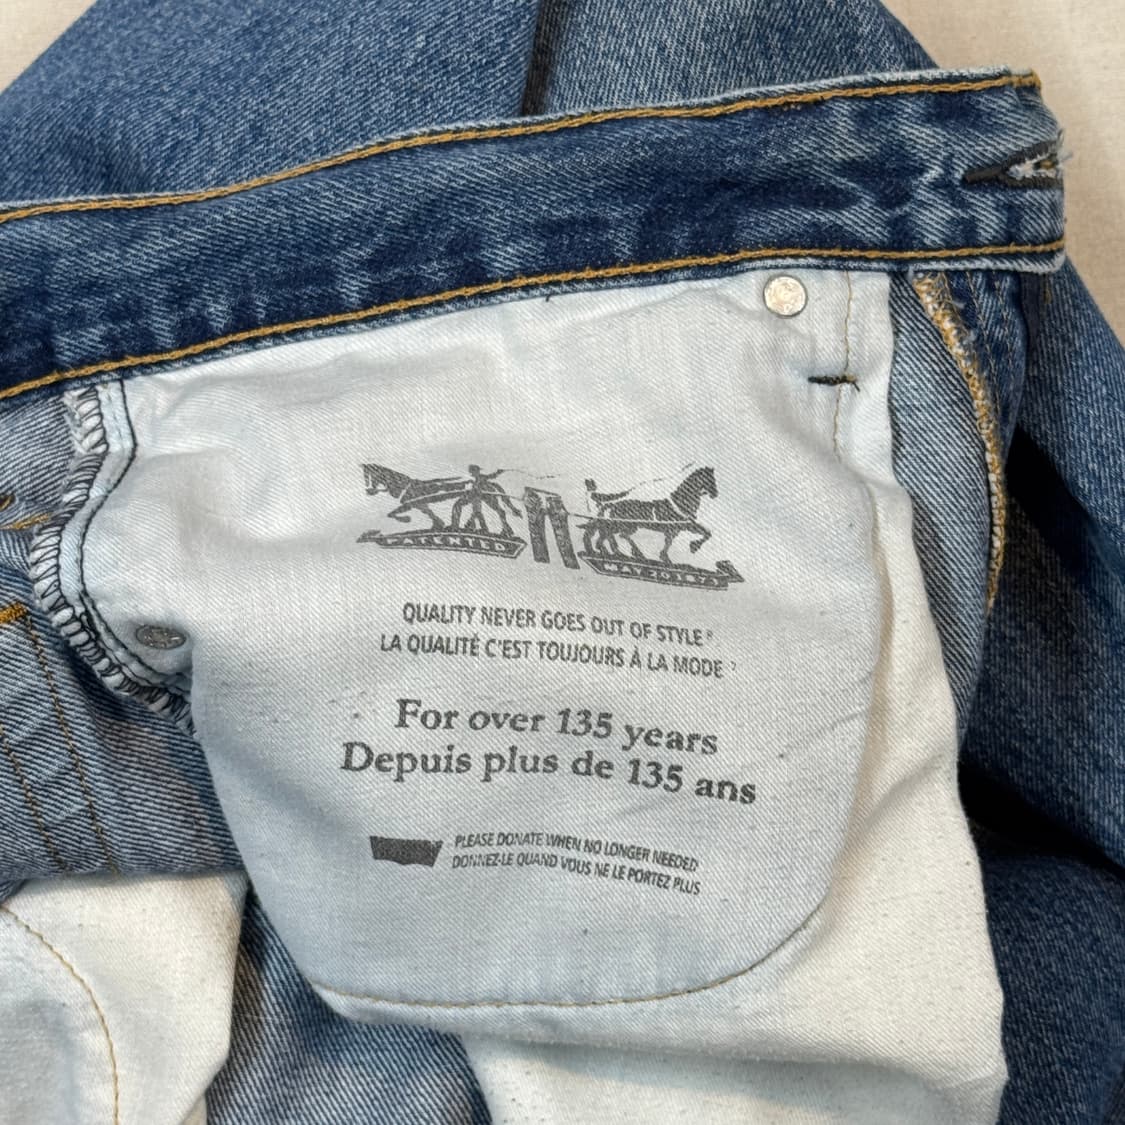 PATENTED
MAY 20 1873
QUALITY NEVER GOES OUT OF STYLE ®
LA QUALITÉ C'EST TOUJOURS À LA MODE
For over 135 years
Depuis plus de 135 ans
PLEASE DONATE WHEN NO LONGER NEEDED
DONNEZ-LE QUAND VOUS NE LE PORTEZ PLUS